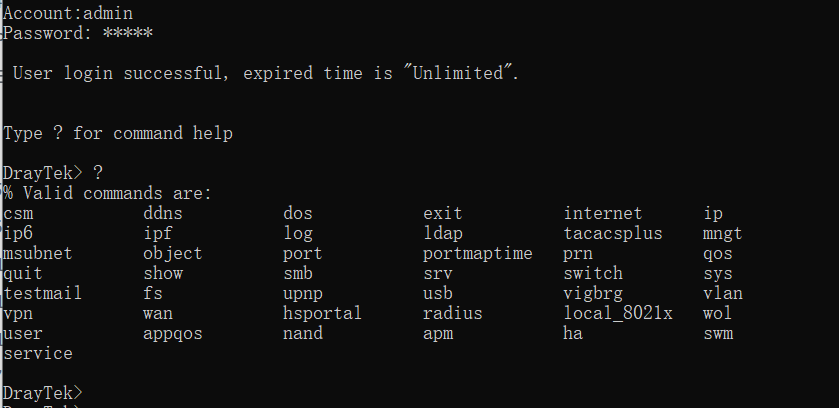 Account:admin
Password: *****
User login successful, expired time is "Unlimited".
Type ? for command help
DrayTek> ?
% Valid commands are:
csm ddns dos exit internet ip
ip6 ipf log ldap tacacsplus mngt
msubnet object port portmaptime prn qos
quit show smb srv switch sys
testmail fs upnp usb vigbrg vlan
vpn wan hsportal radius local_8021x wol
user appqos nand apm ha swm
service
DrayTek>